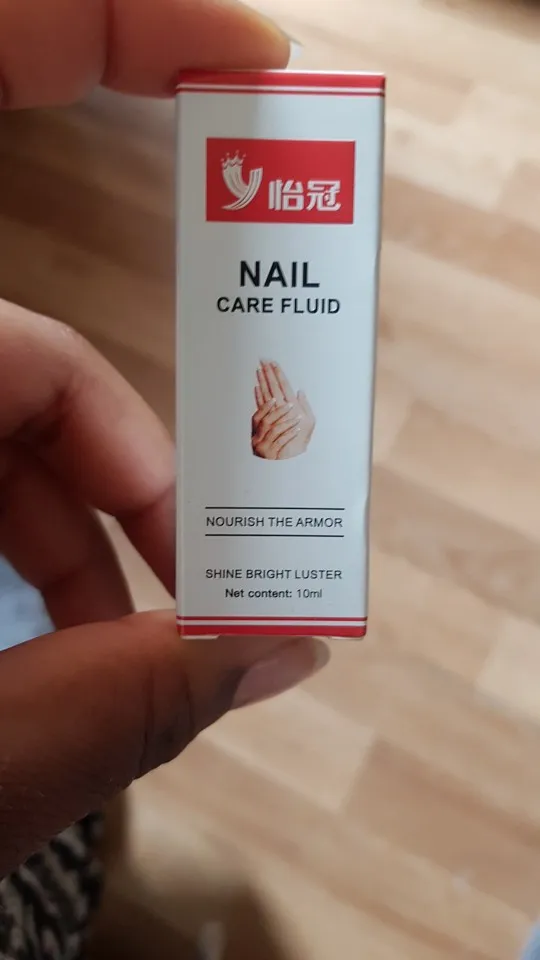 怡冠
NAIL
CARE FLUID
NOURISH THE ARMOR
SHINE BRIGHT LUSTER
Net content: 10ml